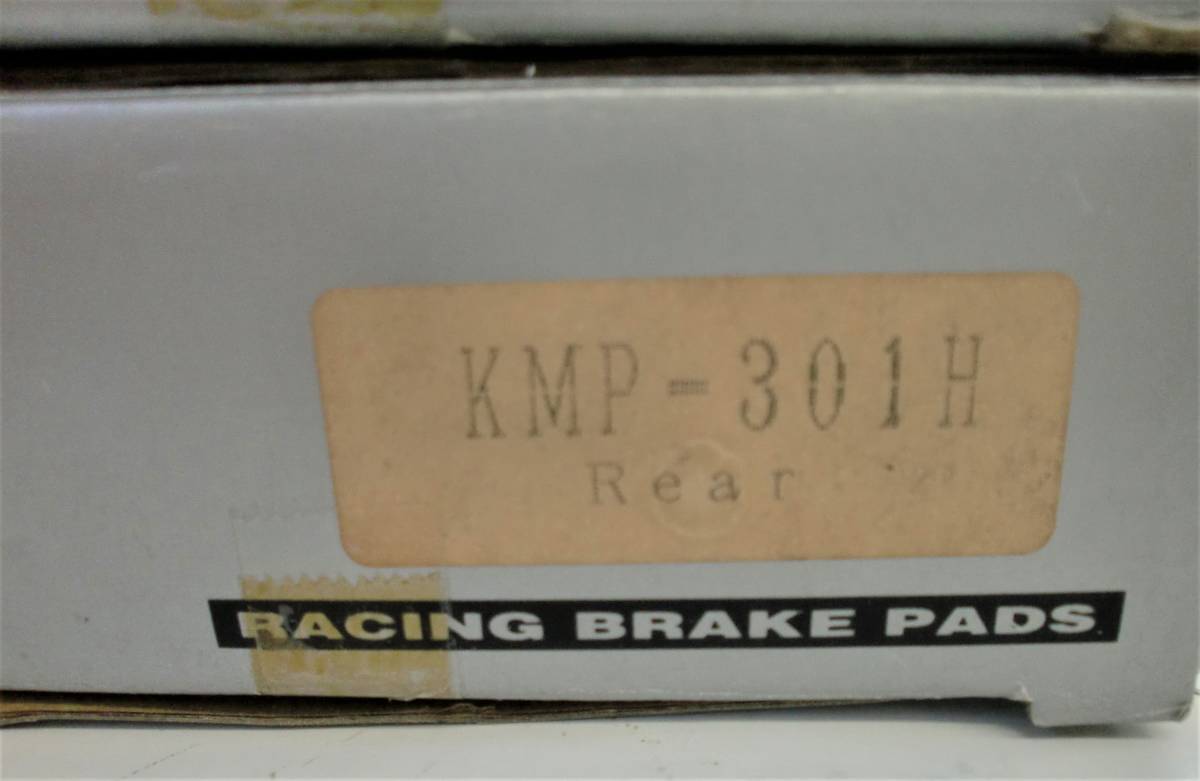 KMP-301H
Rear
RACING BRAKE PADS.